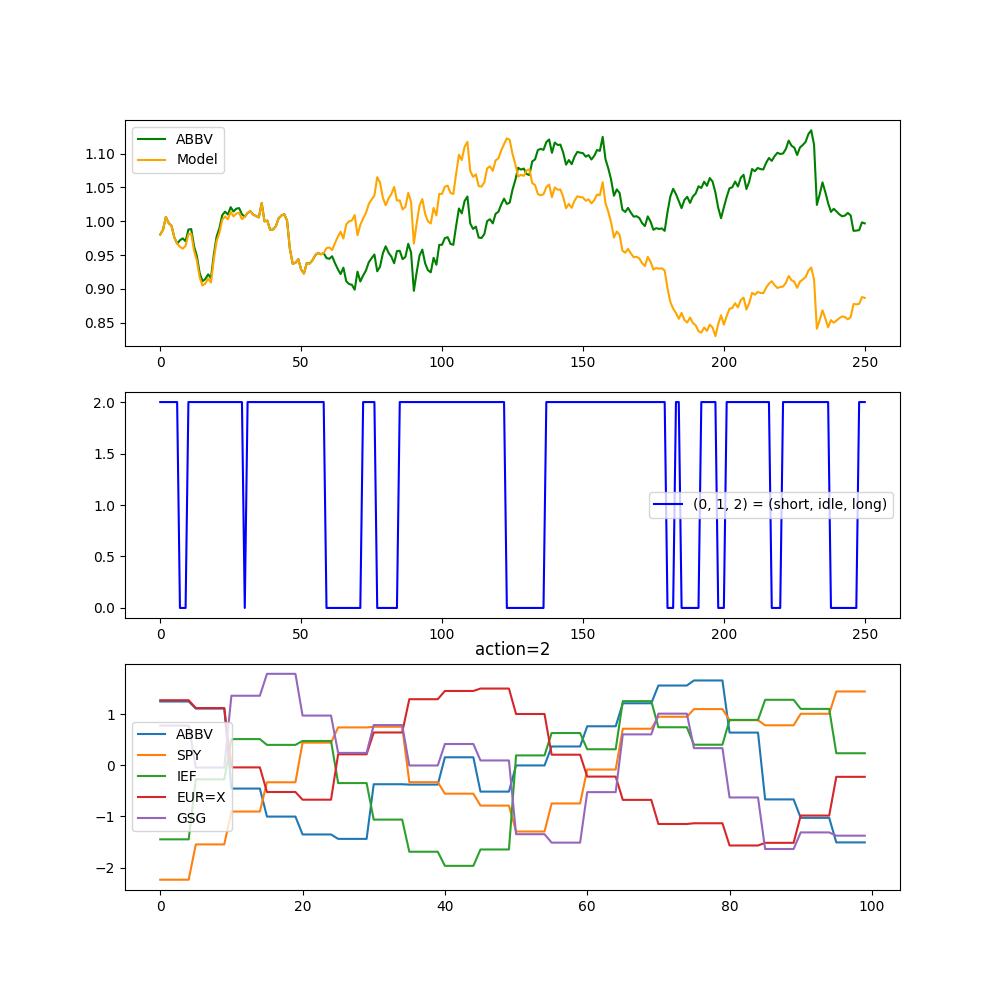 ABBV
Model
1.10
1.05
1.00
0.95
0.90
0.85
0 50 100 150 200 250
2.0
1.5
1.0
0.5
0.0
(0, 1, 2) = (short, idle, long)
0 50 100 150 200 250
action=2
1
0
−1
−2
ABBV
SPY
IEF
EUR=X
GSG
0 20 40 60 80 100